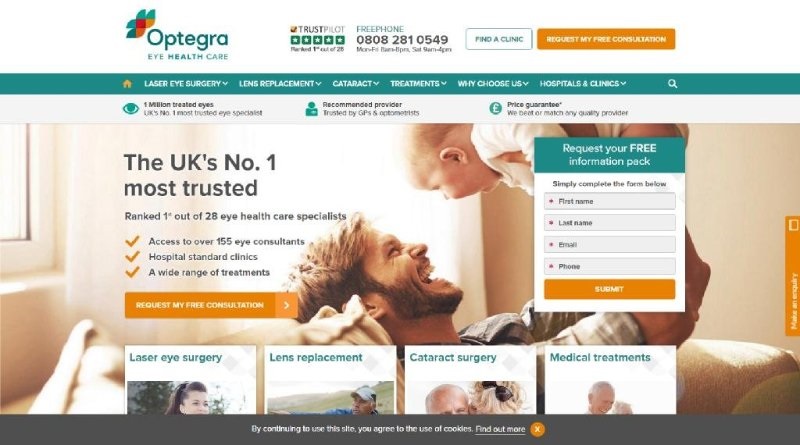 Optegra
EYE HEALTH CARE
TRUSTPILOT
Ranked 1st out of 28
FREEPHONE
0808 281 0549
Mon-Fri 8am-8pm, Sat 9am-4pm
FIND A CLINIC
REQUEST MY FREE CONSULTATION
LASER EYE SURGERY
LENS REPLACEMENT
CATARACT
TREATMENTS
WHY CHOOSE US
HOSPITALS & CLINICS
1 Million treated eyes
UK's No. 1 most trusted eye specialist
Recommended provider
Trusted by GPs & optometrists
£
Price guarantee*
We beat or match any quality provider
The UK's No. 1
most trusted
Ranked 1st out of 28 eye health care specialists
Access to over 155 eye consultants
Hospital standard clinics
A wide range of treatments
REQUEST MY FREE CONSULTATION
Request your FREE
information pack
Simply complete the form below
* First name
* Last name
* Email
* Phone
SUBMIT
Make an enquiry
Laser eye surgery
Lens replacement
Cataract surgery
Medical treatments
By continuing to use this site, you agree to the use of cookies. Find out more X